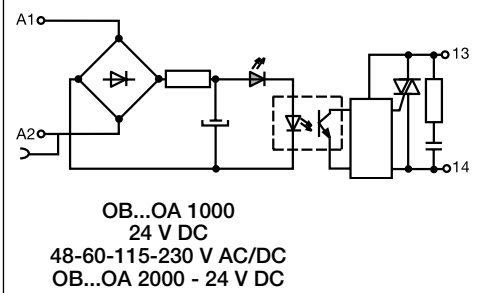 A1
13
14
A2
OB...OA 1000
24 V DC
48-60-115-230 V AC/DC
OB...OA 2000 - 24 V DC